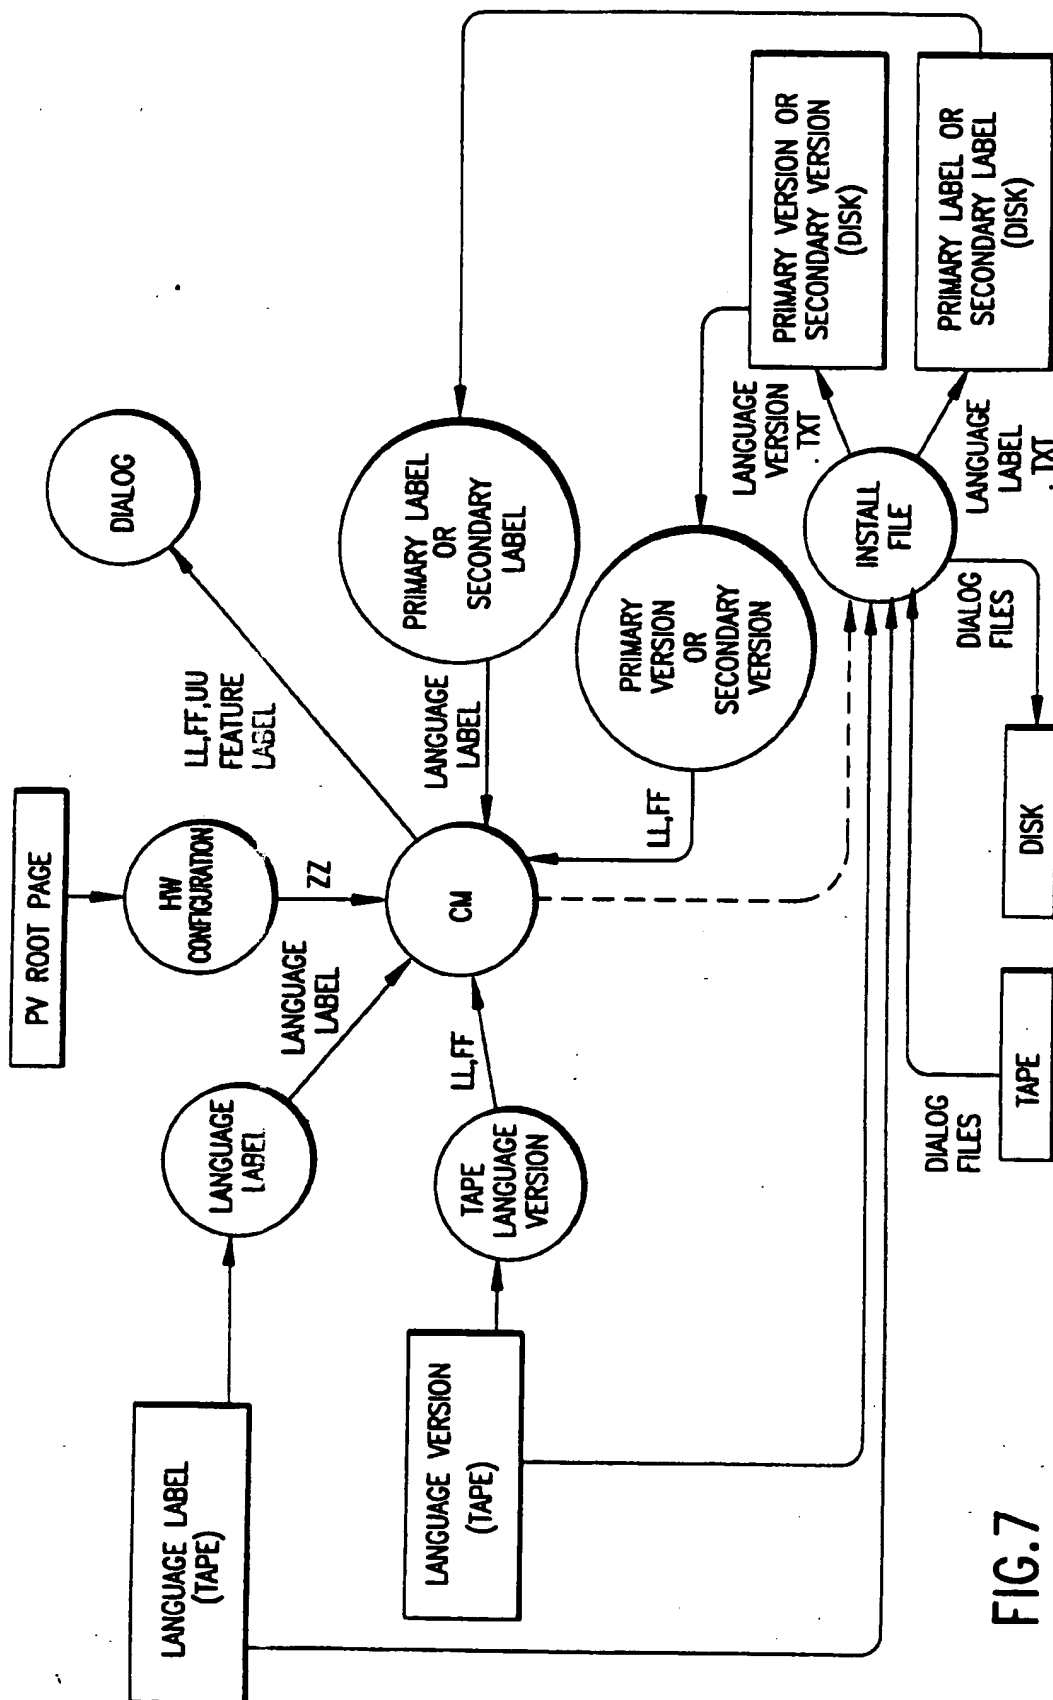 PV ROOT PAGE
HW
CONFIGURATION
ZZ
DIALOG
LL,FF,UU
FEATURE
LABEL
LANGUAGE LABEL
(TAPE)
LANGUAGE
LABEL
LANGUAGE
LABEL
CM
LANGUAGE
LABEL
PRIMARY LABEL
OR
SECONDARY
LABEL
LANGUAGE VERSION
(TAPE)
TAPE
LANGUAGE
VERSION
LL,FF
LL,FF
PRIMARY
VERSION
OR
SECONDARY
VERSION
LANGUAGE
VERSION
.TXT
PRIMARY VERSION OR
SECONDARY VERSION
(DISK)
INSTALL
FILE
LANGUAGE
LABEL
.TXT
PRIMARY LABEL OR
SECONDARY LABEL
(DISK)
DIALOG
FILES
TAPE
DIALOG
FILES
DISK
FIG.7